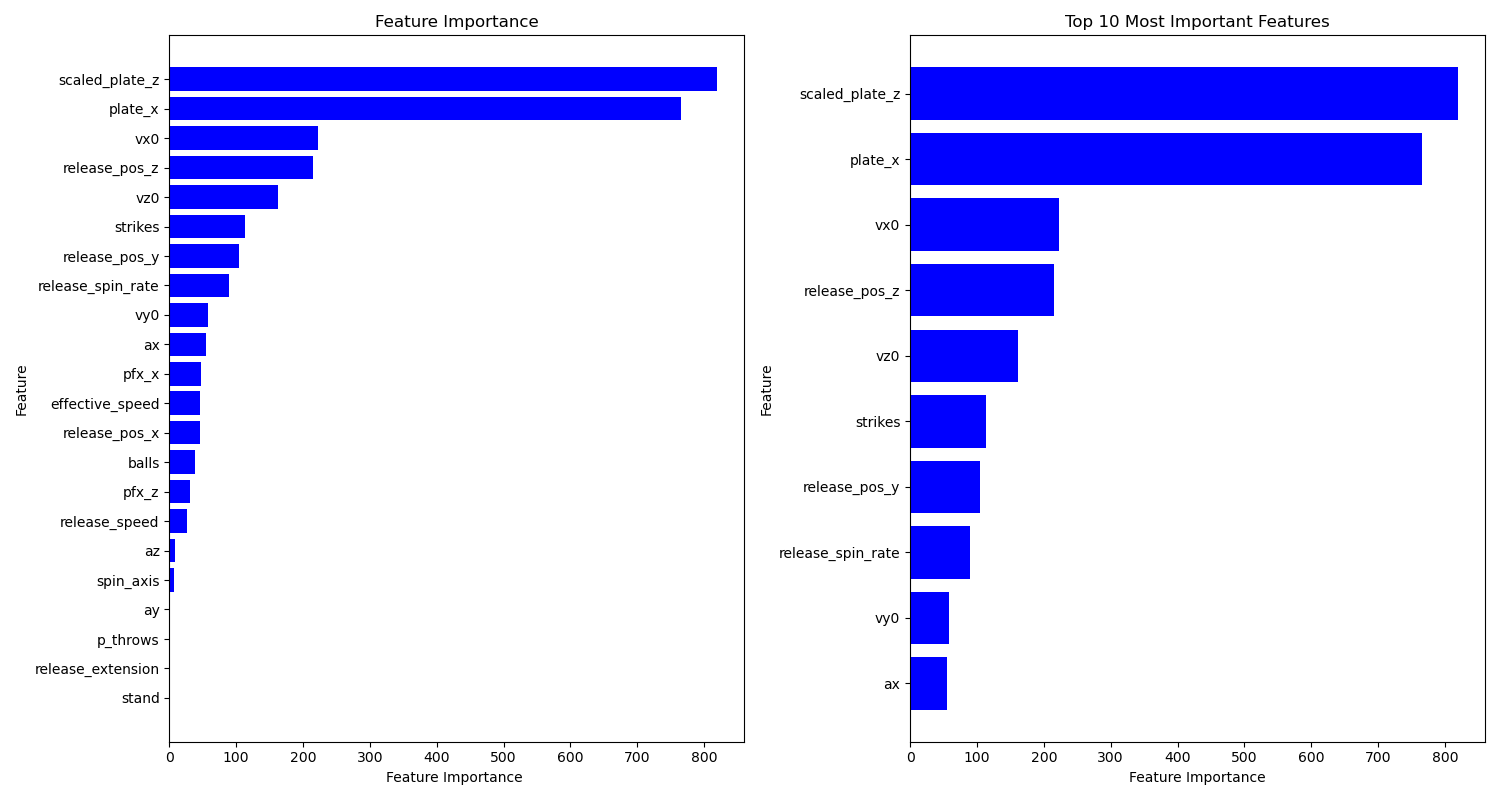 Feature Importance
scaled_plate_z
plate_x
vx0
release_pos_z
vz0
strikes
release_pos_y
release_spin_rate
vy0
ax
pfx_x
effective_speed
release_pos_x
balls
pfx_z
release_speed
az
spin_axis
ay
p_throws
release_extension
stand
Feature
0 100 200 300 400 500 600 700 800
Feature Importance
Top 10 Most Important Features
scaled_plate_z
plate_x
vx0
release_pos_z
vz0
strikes
release_pos_y
release_spin_rate
vy0
ax
Feature
0 100 200 300 400 500 600 700 800
Feature Importance